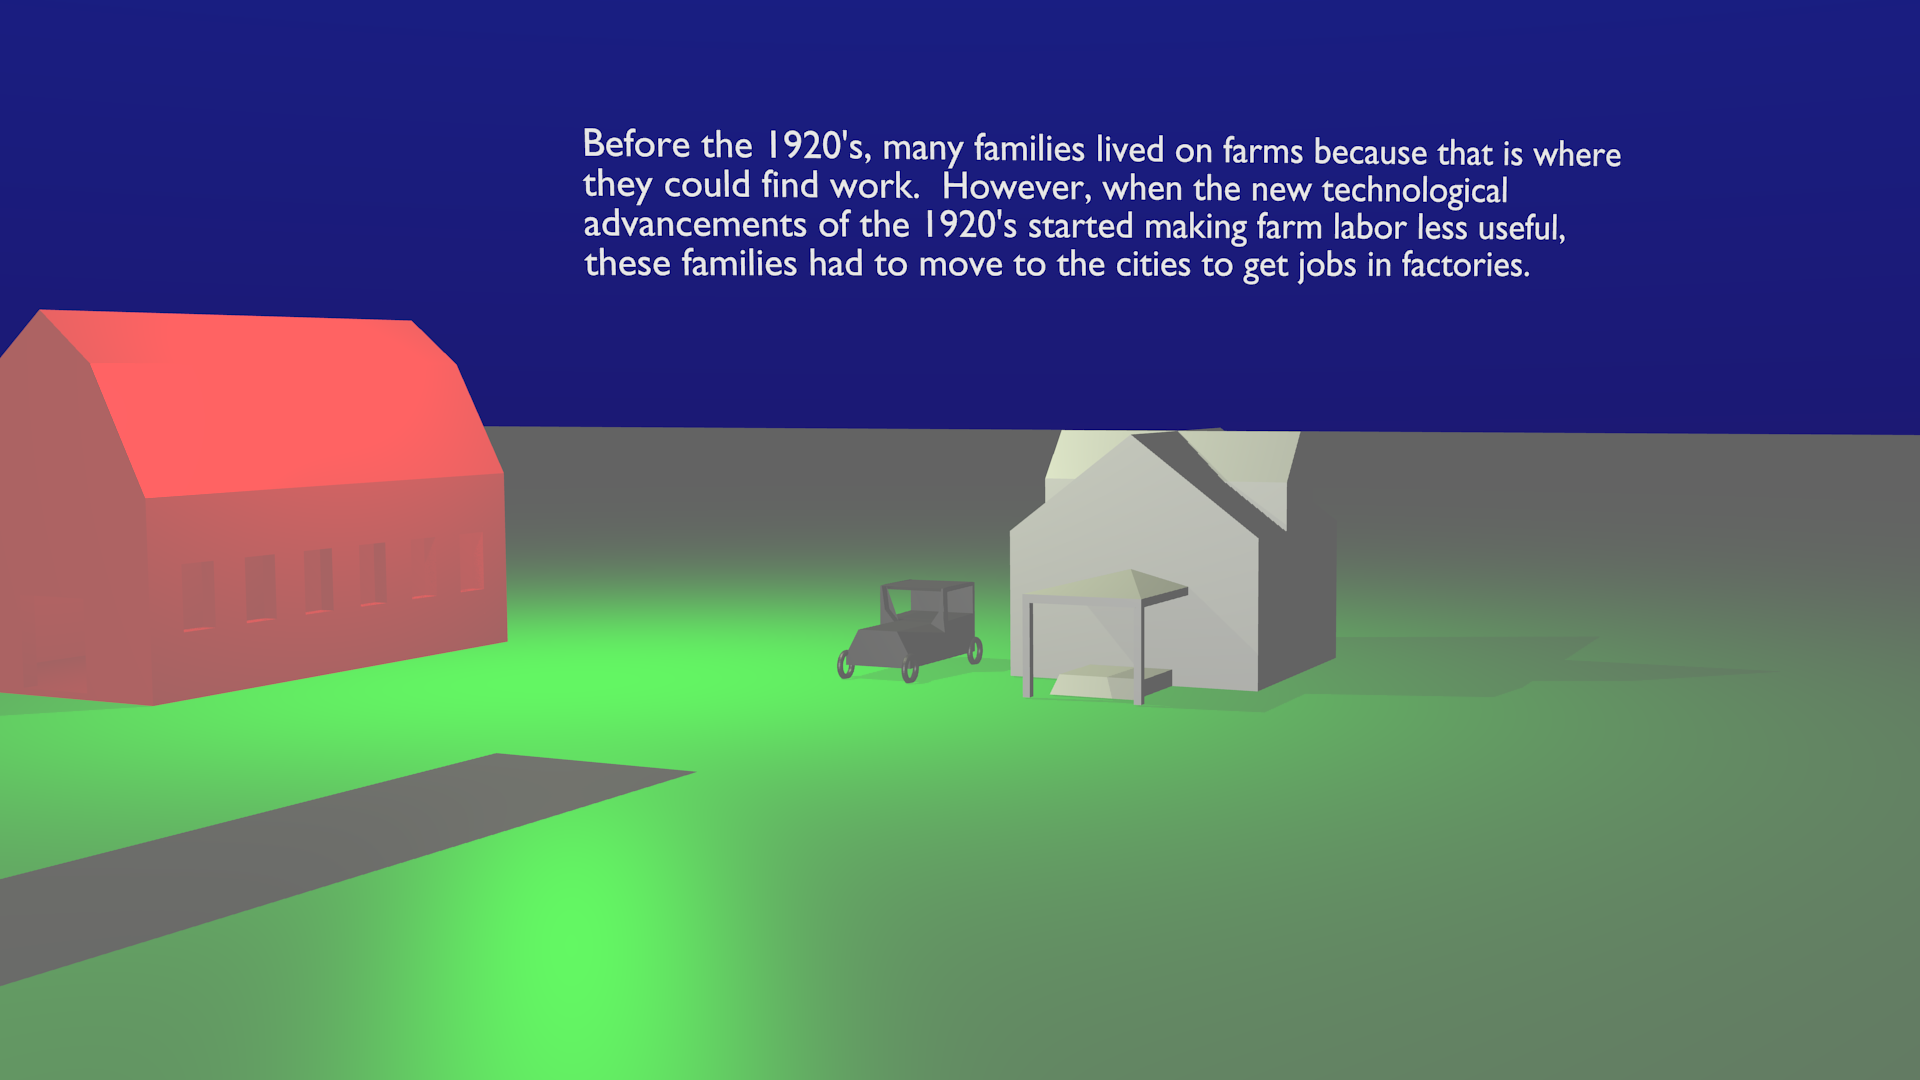 Before the 1920's, many families lived on farms because that is where
they could find work.  However, when the new technological
advancements of the 1920's started making farm labor less useful,
these families had to move to the cities to get jobs in factories.